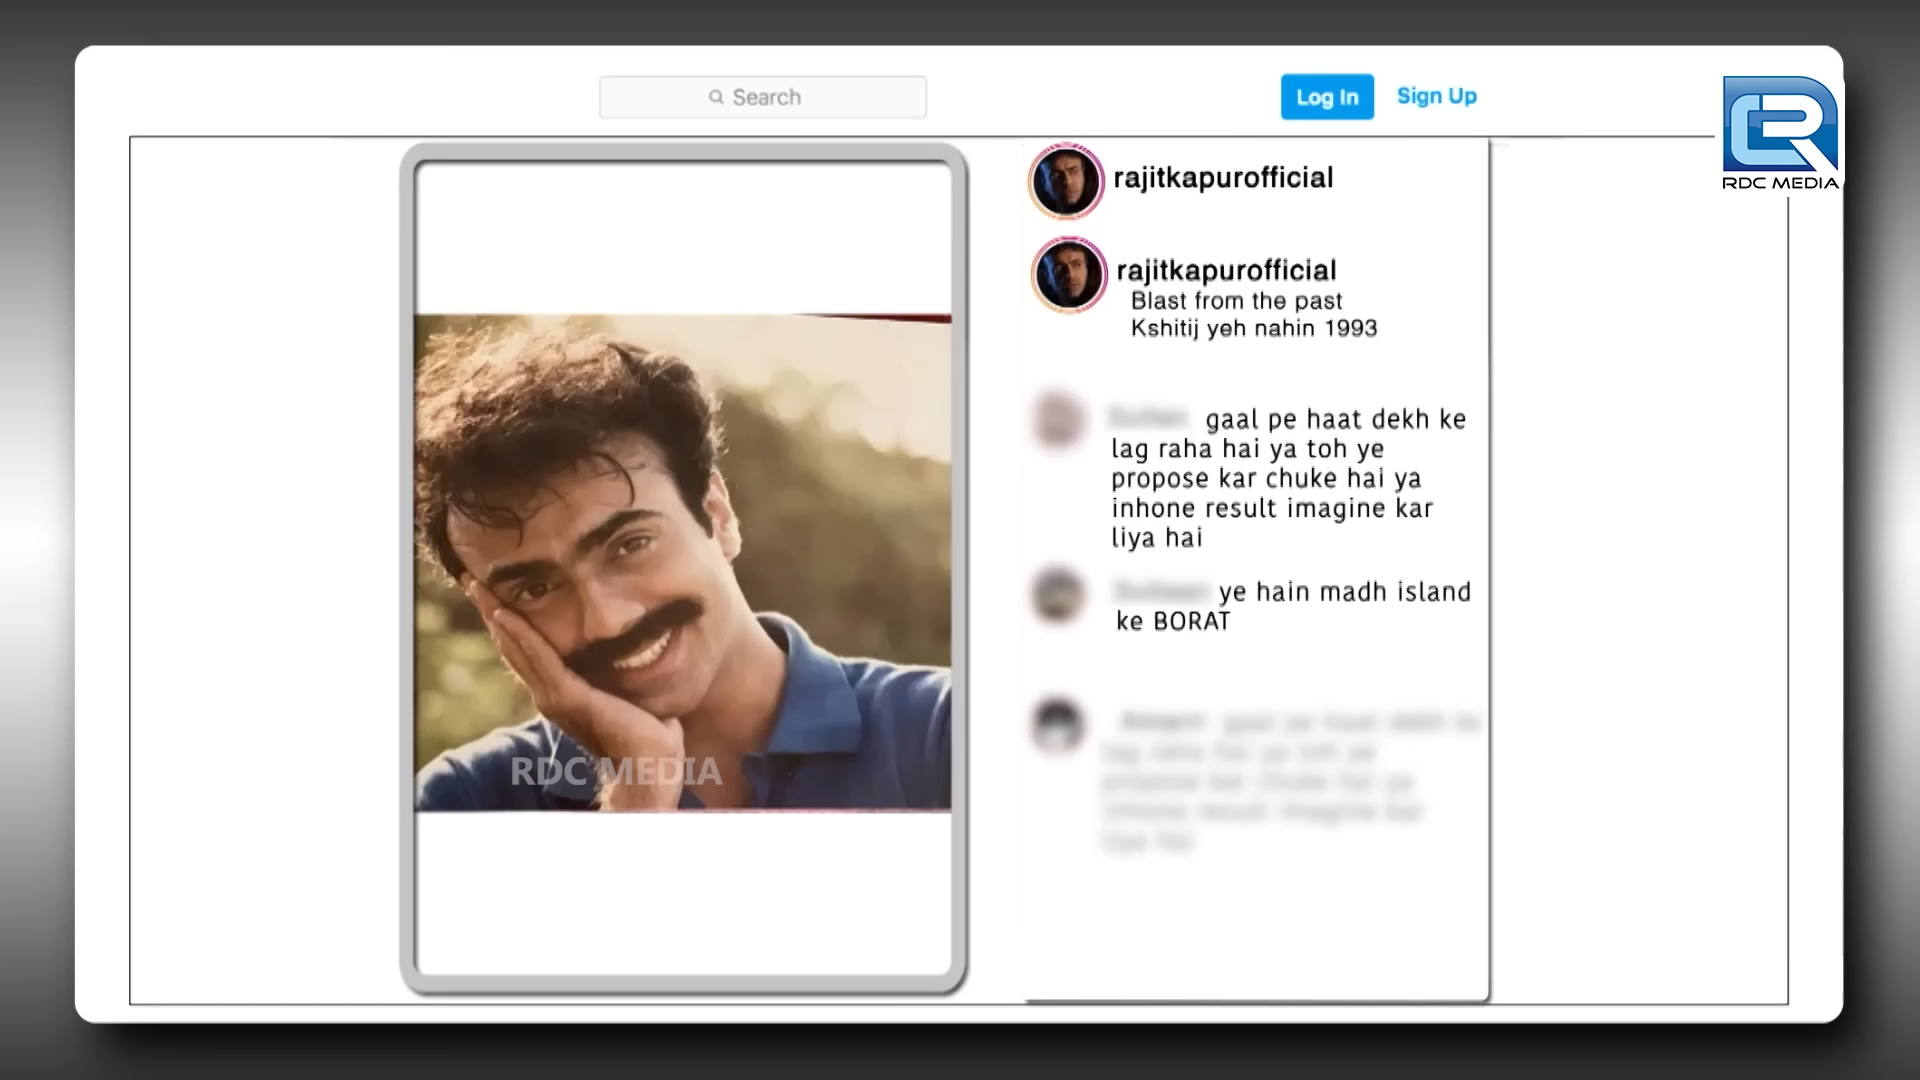 Search
Log In
Sign Up
RDC MEDIA
rajitkapurofficial
rajitkapurofficial
Blast from the past
Kshitij yeh nahin 1993
gaal pe haat dekh ke
lag raha hai ya toh ye
propose kar chuke hai ya
inhone result imagine kar
liya hai
ye hain madh island
ke BORAT
RDC MEDIA